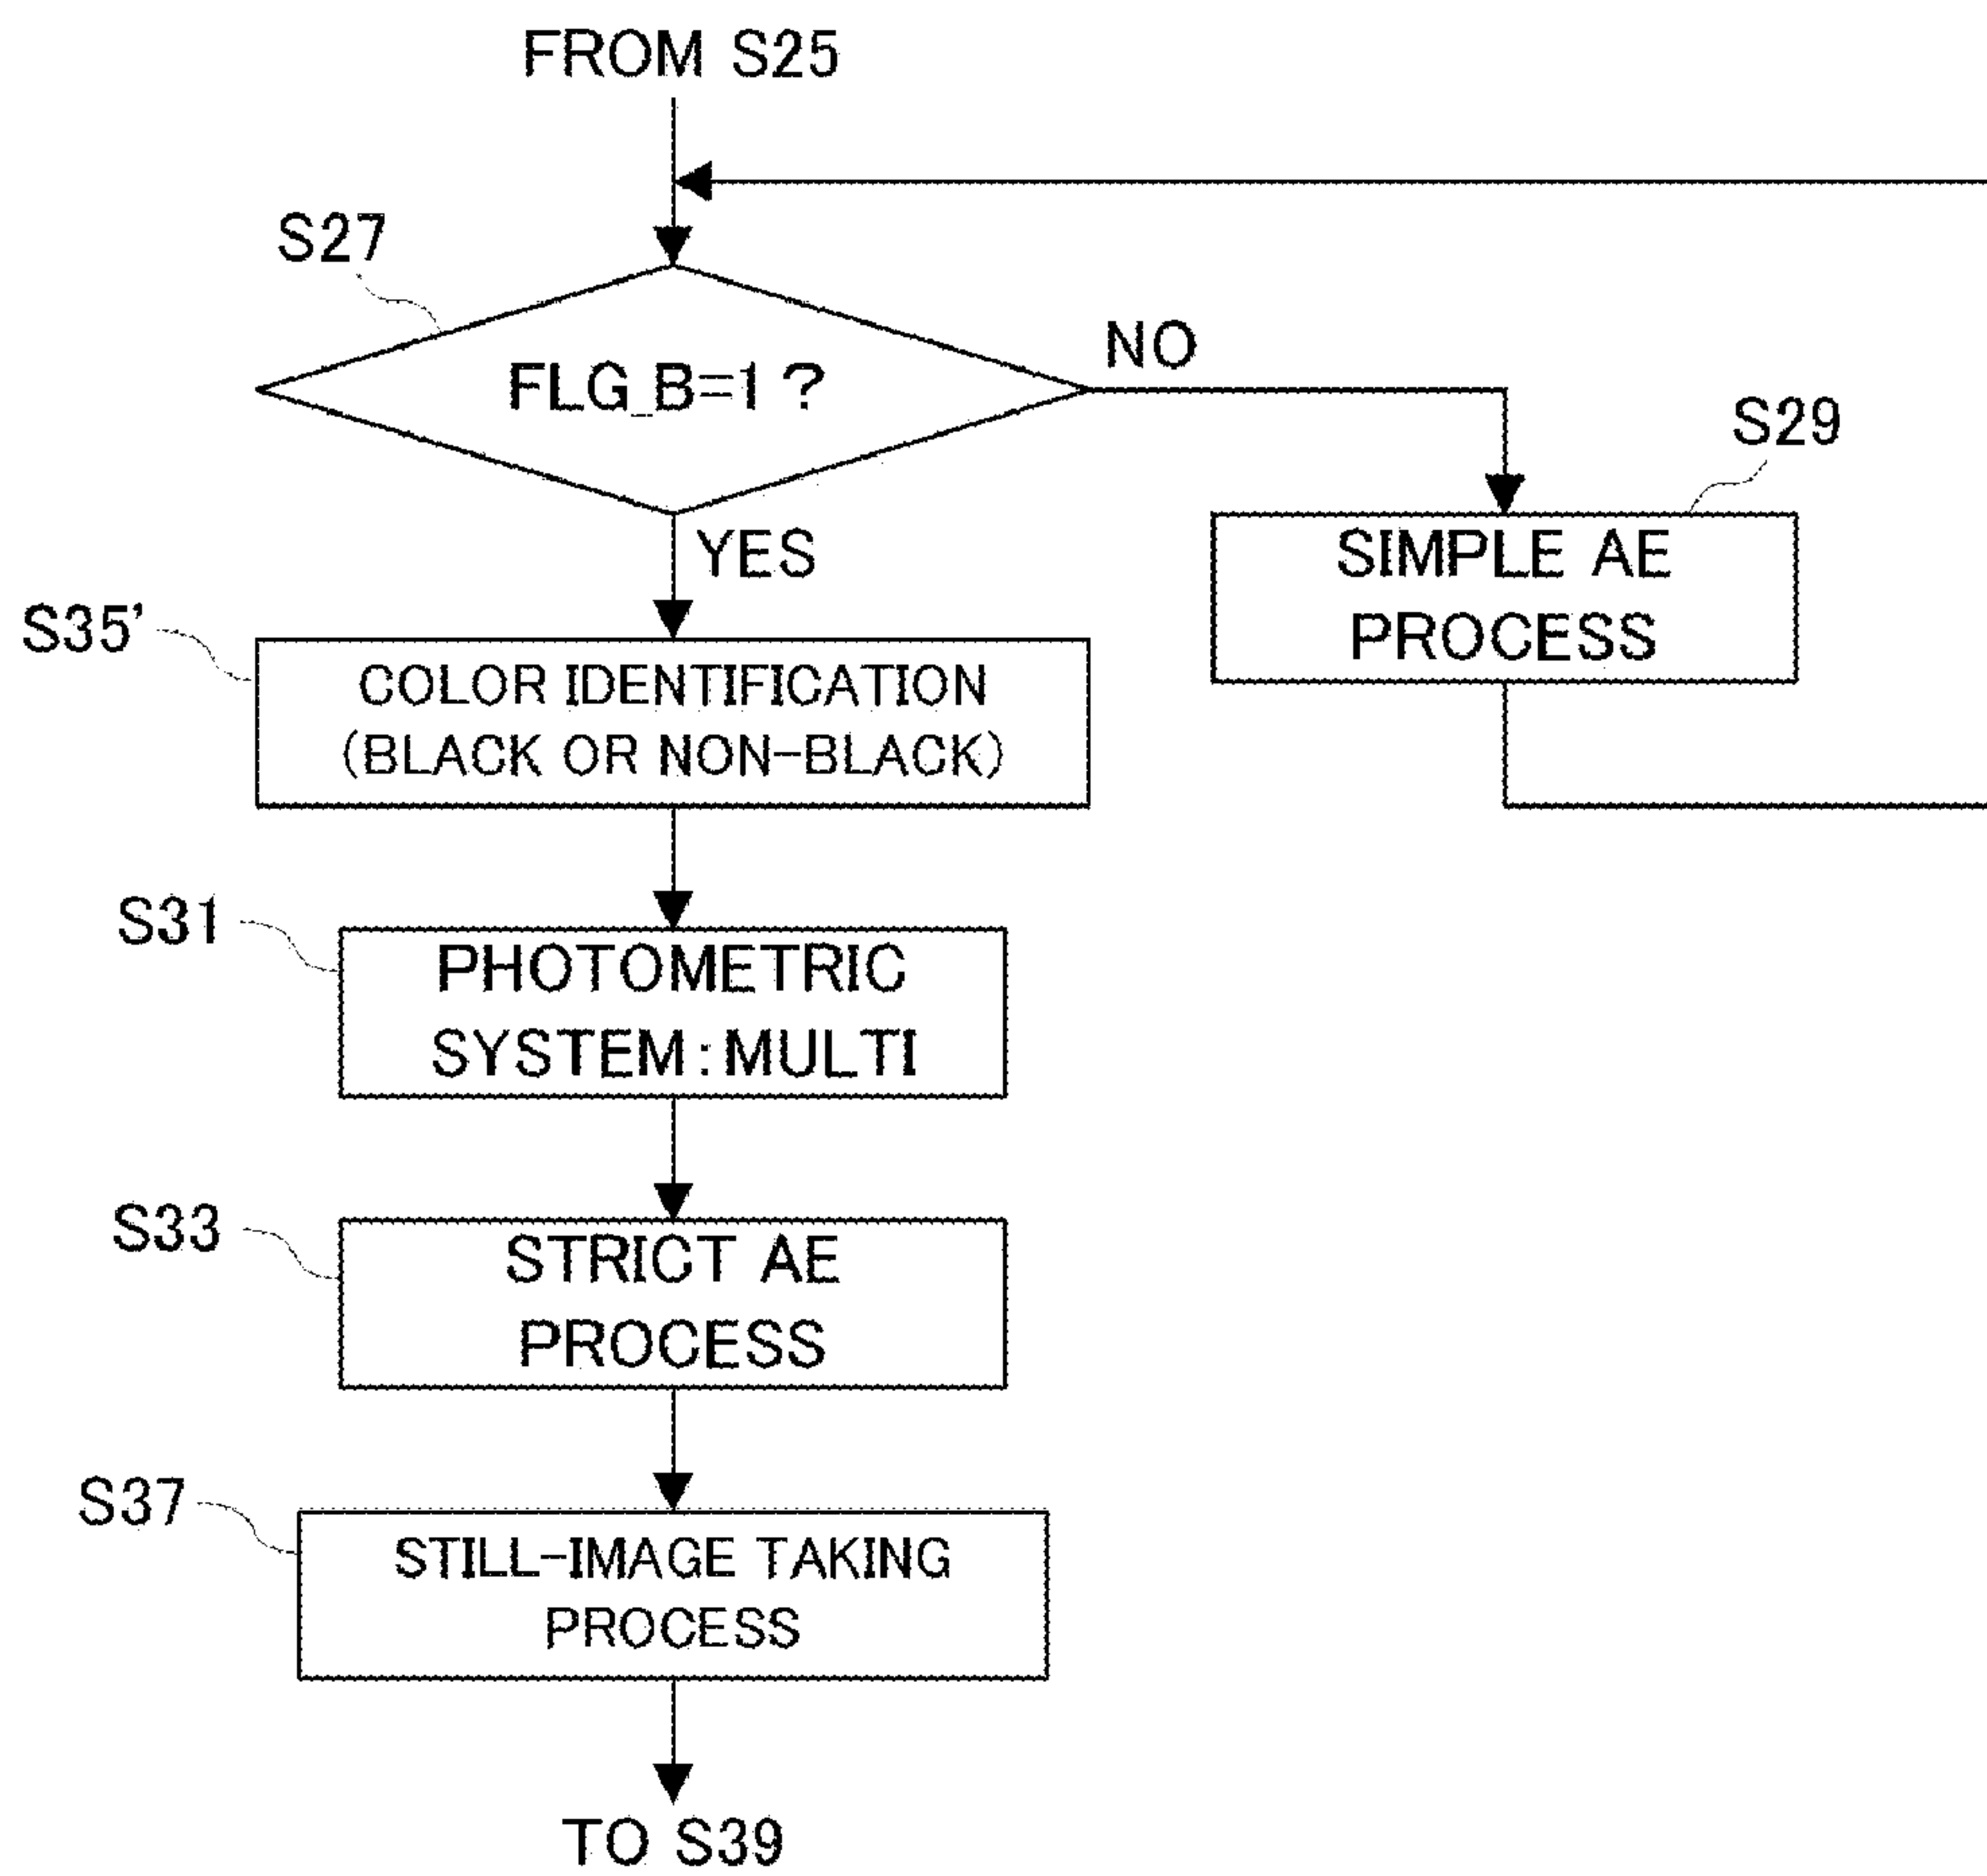 FROM S25
S27
FLG_B=1?
NO
S29
YES
SIMPLE AE
PROCESS
S35'
COLOR IDENTIFICATION
(BLACK OR NON-BLACK)
S31
PHOTOMETRIC
SYSTEM:MULTI
S33
STRICT AE
PROCESS
S37
STILL-IMAGE TAKING
PROCESS
TO S39